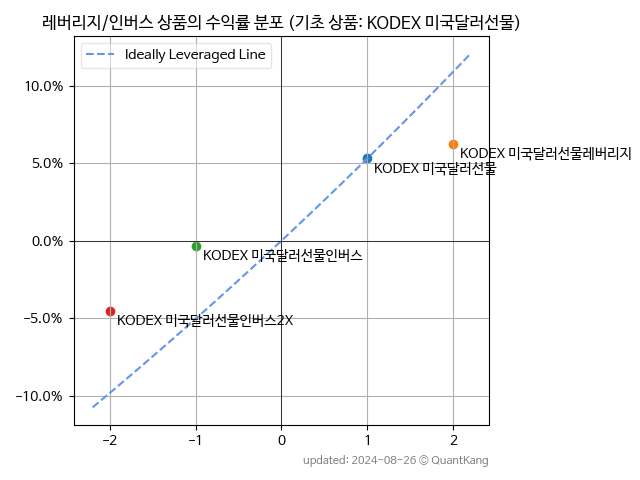 레버리지/인버스 상품의 수익률 분포 (기초 상품: KODEX 미국달러선물)
Ideally Leveraged Line
10.0%
5.0%
0.0%
−5.0%
−10.0%
KODEX 미국달러선물레버리지
KODEX 미국달러선물
KODEX 미국달러선물인버스
KODEX 미국달러선물인버스2X
−2
−1
0
1
2
updated: 2024-08-26 © QuantKang